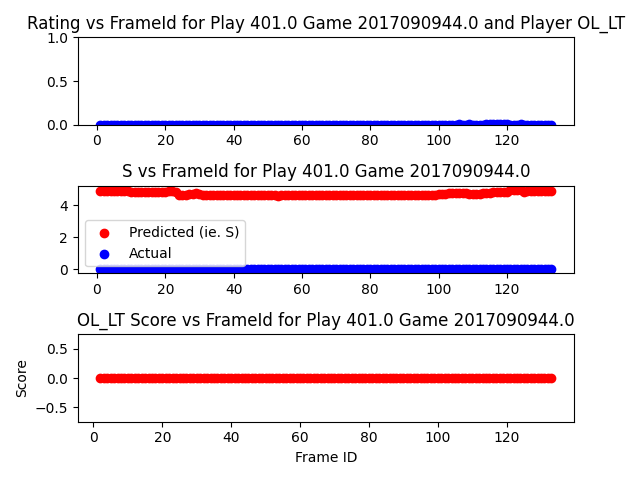 Rating vs FrameId for Play 401.0 Game 2017090944.0 and Player OL_LT
1.0
0.5
0.0
0 20 40 60 80 100 120
S vs FrameId for Play 401.0 Game 2017090944.0
4
2
0
Predicted (ie. S)
Actual
0 20 40 60 80 100 120
OL_LT Score vs FrameId for Play 401.0 Game 2017090944.0
0.5
0.0
−0.5
Score
0 20 40 60 80 100 120
Frame ID